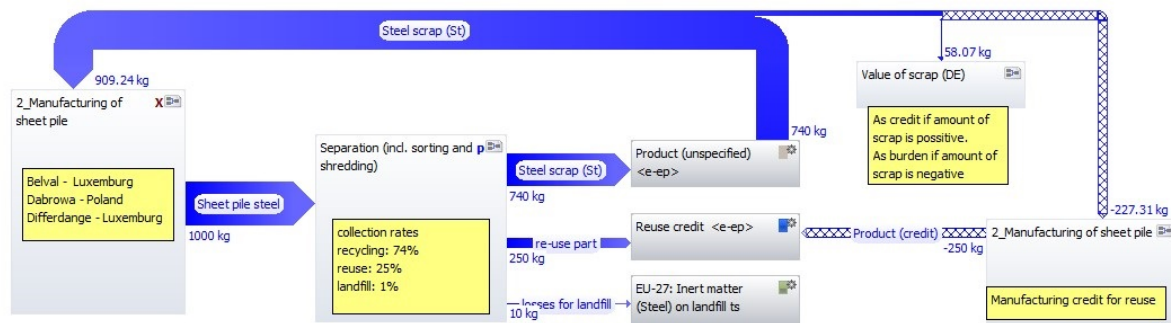 Steel scrap (St)
58.07 kg
909.24 kg
2_Manufacturing of
sheet pile
X
Belval - Luxemburg
Dabrowa - Poland
Differdange - Luxemburg
Sheet pile steel
1000 kg
Separation (incl. sorting and
shredding)
p
collection rates
recycling: 74%
reuse: 25%
landfill: 1%
Steel scrap (St)
740 kg
re-use part
250 kg
losses for landfill
10 kg
740 kg
Product (unspecified)
<e-ep>
Reuse credit <e-ep>
EU-27: Inert matter
(Steel) on landfill ts
Value of scrap (DE)
As credit if amount of
scrap is possitive.
As burden if amount of
scrap is negative
-227.31 kg
Product (credit)
-250 kg
2_Manufacturing of sheet pile
Manufacturing credit for reuse